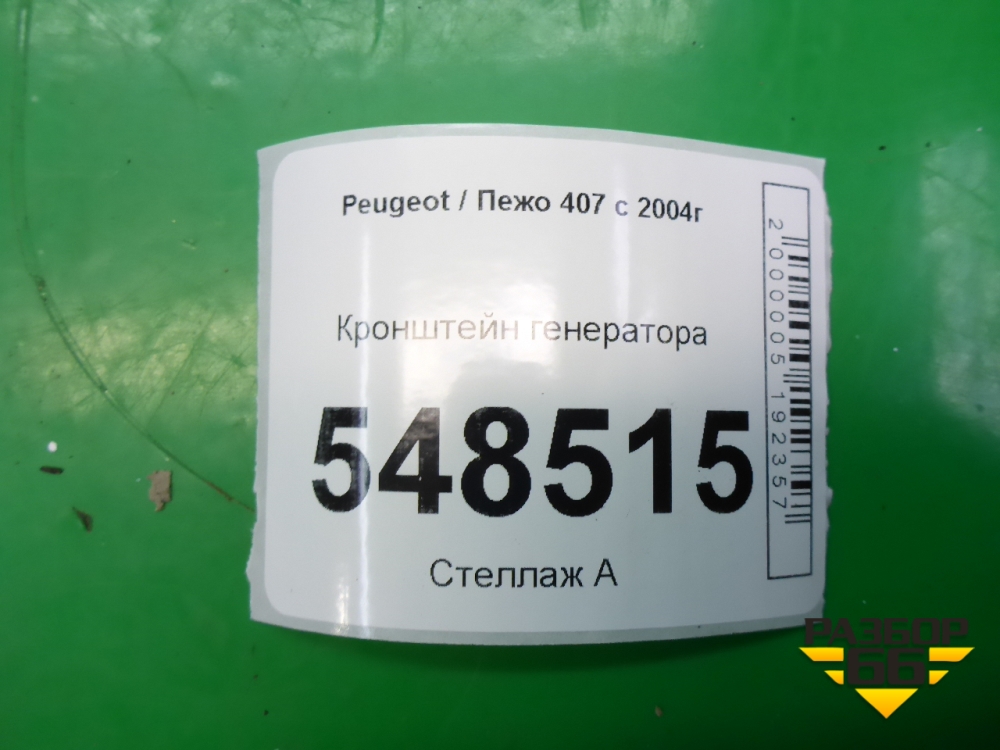 Peugeot / Пежо 407 с 2004г
Кронштейн генератора
548515
Стеллаж А
2000005192357
РАЗБОР
66